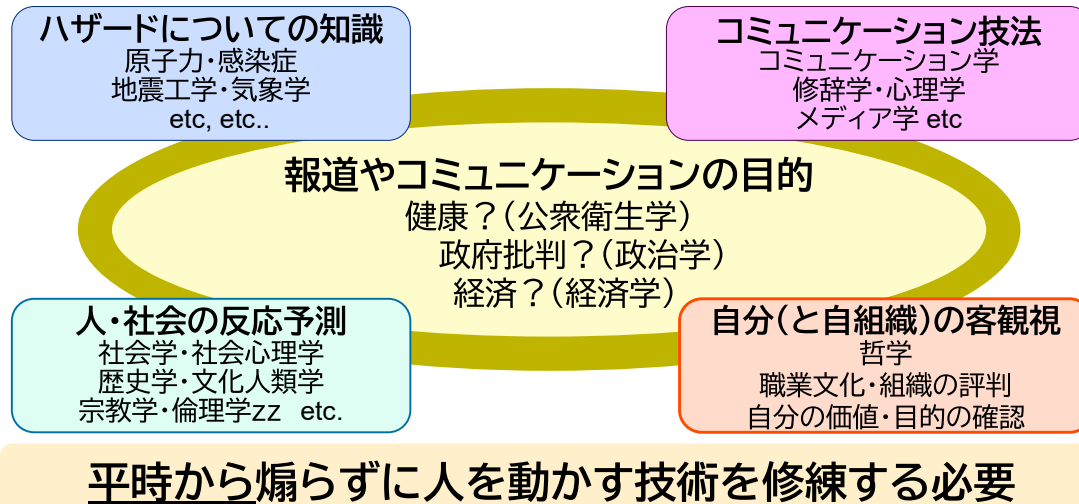 ハザードについての知識
原子力・感染症
地震工学・気象学
etc, etc..
コミュニケーション技法
コミュニケーション学
修辞学・心理学
メディア学 etc
報道やコミュニケーションの目的
健康？（公衆衛生学）
政府批判？（政治学）
経済？（経済学）
人・社会の反応予測
社会学・社会心理学
歴史学・文化人類学
宗教学・倫理学zz etc.
自分（と自組織）の客観視
哲学
職業文化・組織の評判
自分の価値・目的の確認
平時から煽らずに人を動かす技術を修練する必要